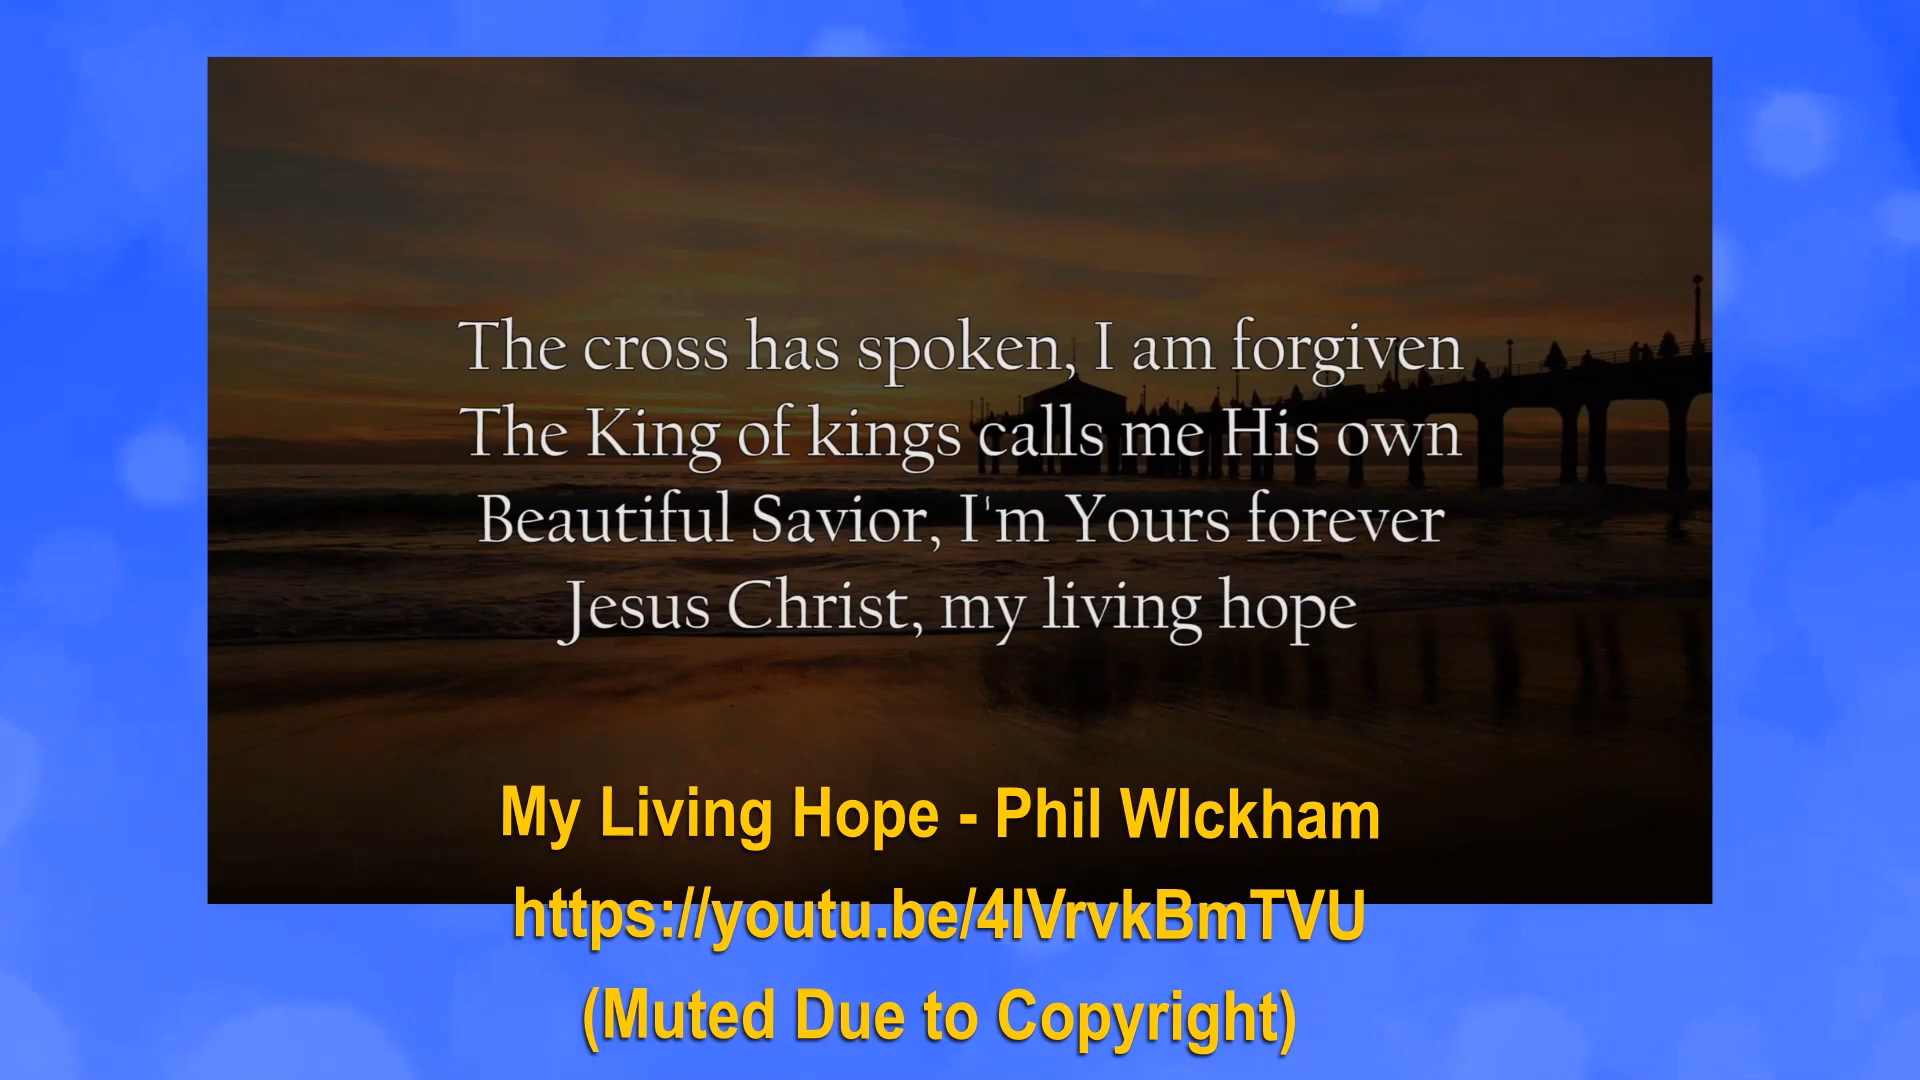 The cross has spoken, I am forgiven
The King of kings calls me His own
Beautiful Savior, I'm Yours forever
Jesus Christ, my living hope
My Living Hope - Phil WIckham
https://youtu.be/4IVrvkBmTVU
(Muted Due to Copyright)